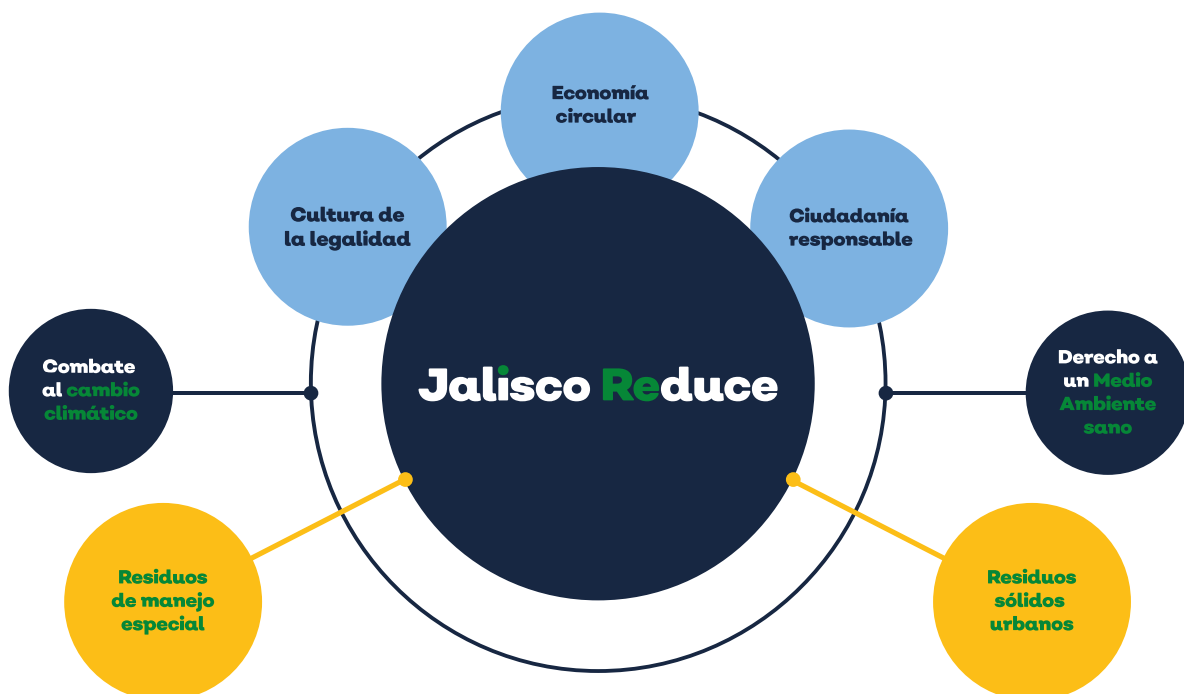 Economía
circular
Cultura de
la legalidad
Ciudadanía
responsable
Combate
al cambio
climático
Jalisco Reduce
Derecho a
un Medio
Ambiente
sano
Residuos
de manejo
especial
Residuos
sólidos
urbanos